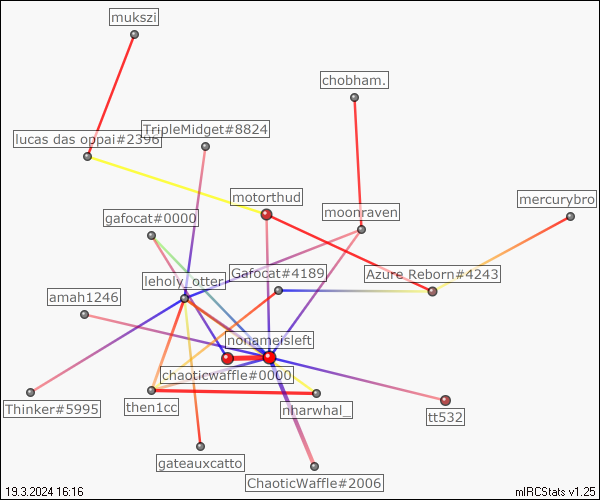 mukszi
chobham.
TripleMidget#8824
lucas das oppai#2396
motorthud
mercurybro
moonraven
gafocat#0000
Gafocat#4189
Azure Reborn#4243
leholy_otter
amah1246
nonameisleft
chaoticwaffle#0000
Thinker#5995
then1cc
nharwhal_
tt532
gateauxcatto
ChaoticWaffle#2006
19.3.2024 16:16
mIRCStats v1.25